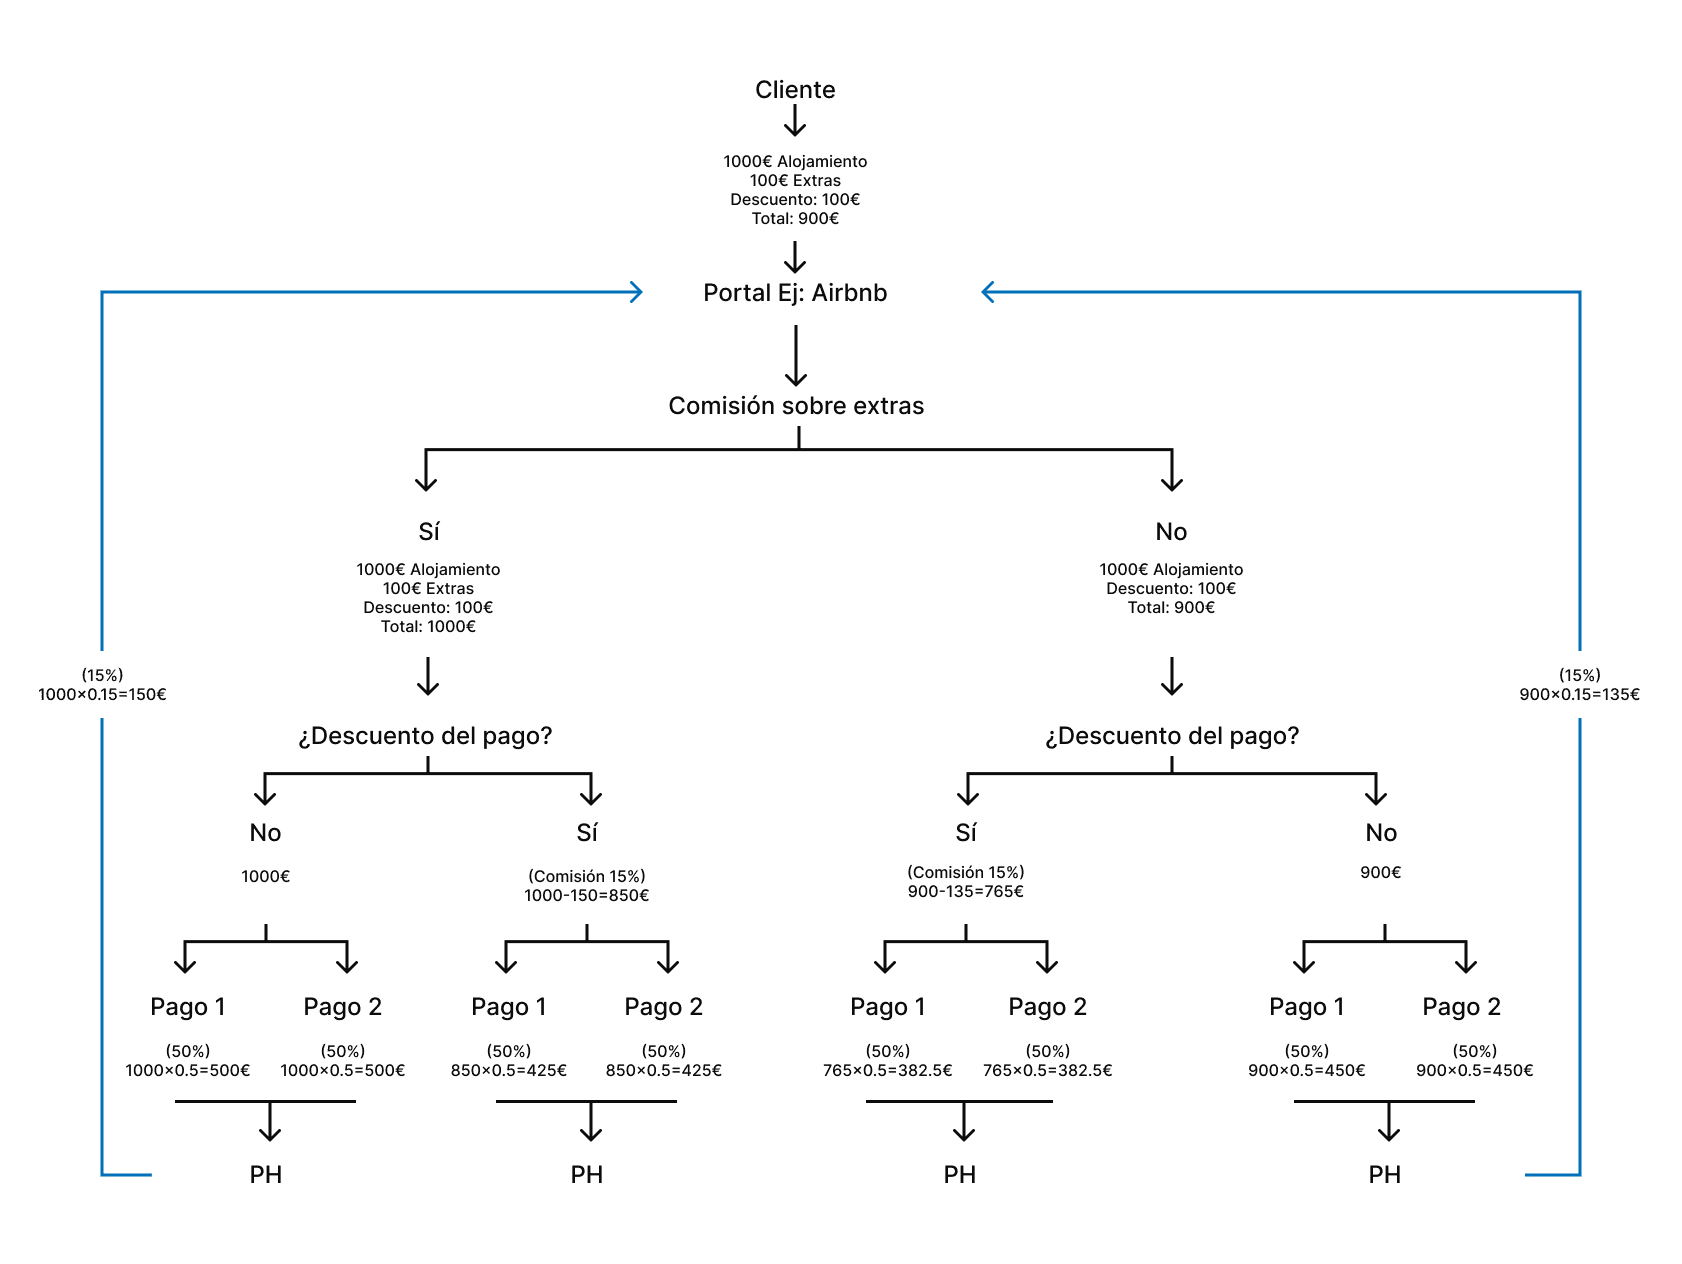 Cliente
1000€ Alojamiento
100€ Extras
Descuento: 100€
Total: 900€
Portal Ej: Airbnb
Comisión sobre extras
Sí
1000€ Alojamiento
100€ Extras
Descuento: 100€
Total: 1000€
No
1000€ Alojamiento
Descuento: 100€
Total: 900€
(15%)
1000×0.15=150€
(15%)
900×0.15=135€
¿Descuento del pago?
¿Descuento del pago?
No
1000€
Sí
(Comisión 15%)
1000-150=850€
Sí
(Comisión 15%)
900-135=765€
No
900€
Pago 1
(50%)
1000×0.5=500€
Pago 2
(50%)
1000×0.5=500€
Pago 1
(50%)
850×0.5=425€
Pago 2
(50%)
850×0.5=425€
Pago 1
(50%)
765×0.5=382.5€
Pago 2
(50%)
765×0.5=382.5€
Pago 1
(50%)
900×0.5=450€
Pago 2
(50%)
900×0.5=450€
PH
PH
PH
PH